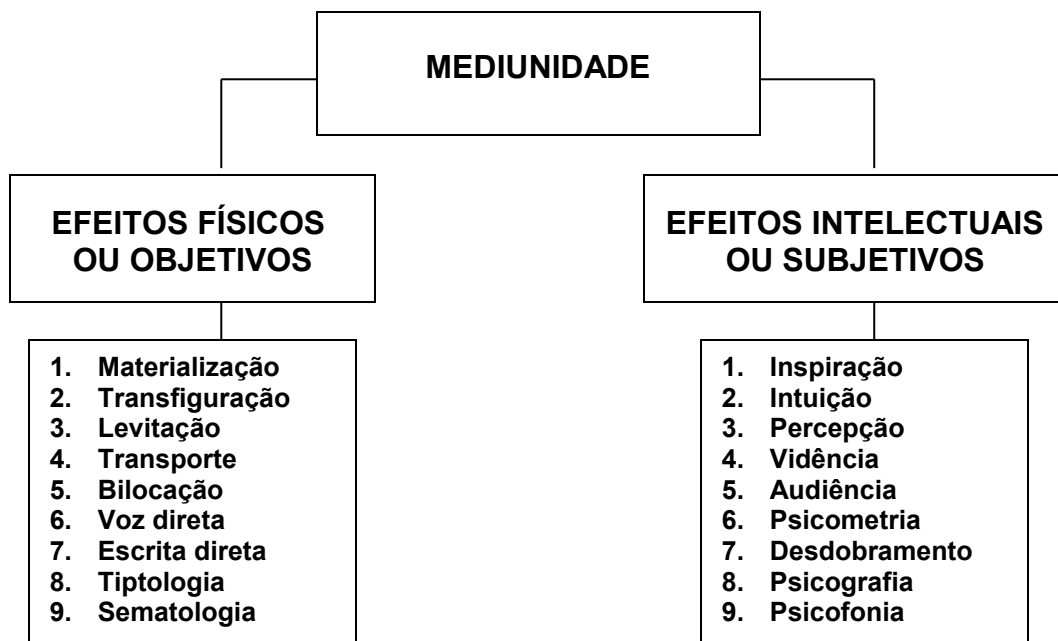 MEDIUNIDADE
EFEITOS FÍSICOS
OU OBJETIVOS
1. Materialização
2. Transfiguração
3. Levitação
4. Transporte
5. Bilocação
6. Voz direta
7. Escrita direta
8. Tiptologia
9. Sematologia
EFEITOS INTELECTUAIS
OU SUBJETIVOS
1. Inspiração
2. Intuição
3. Percepção
4. Vidência
5. Audiência
6. Psicometria
7. Desdobramento
8. Psicografia
9. Psicofonia